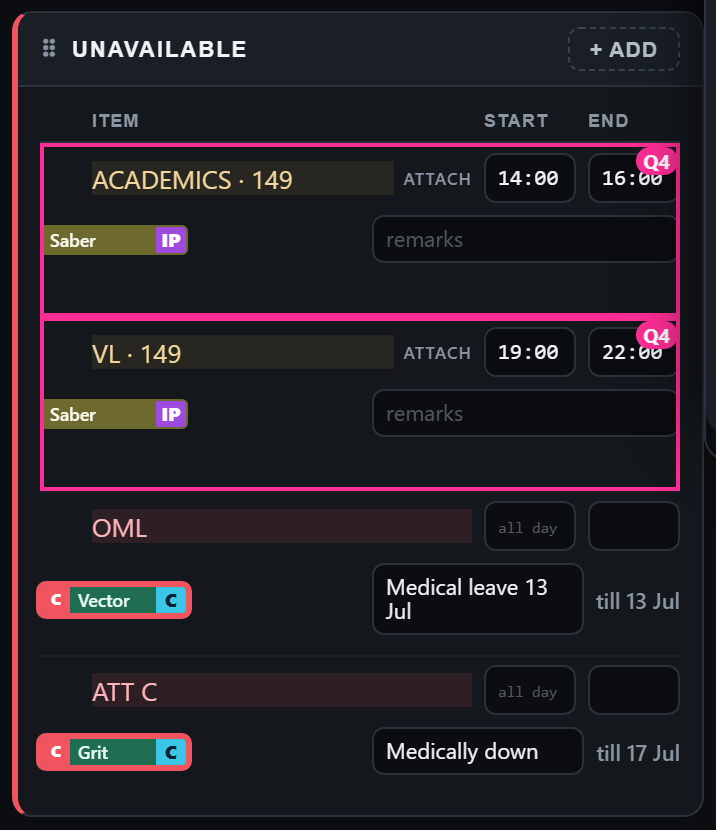 UNAVAILABLE
+ ADD
ITEM START END
ACADEMICS · 149 ATTACH 14:00 16:00 Q4
Saber IP remarks
VL · 149 ATTACH 19:00 22:00 Q4
Saber IP remarks
OML all day
C Vector C Medical leave 13
Jul till 13 Jul
ATT C all day
C Grit C Medically down till 17 Jul